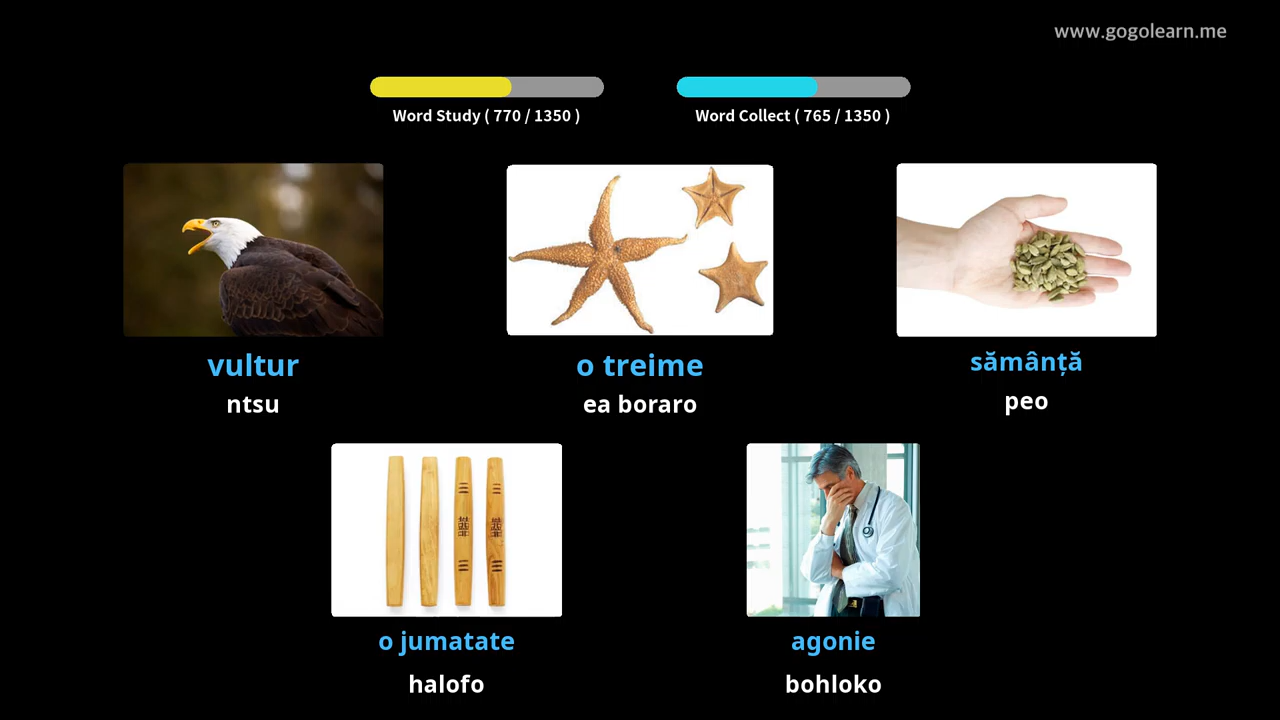 www.gogolearn.me
Word Study ( 770 / 1350 )
Word Collect ( 765 / 1350 )
vultur
ntsu
o treime
ea boraro
sămânță
peo
o jumatate
halofo
agonie
bohloko